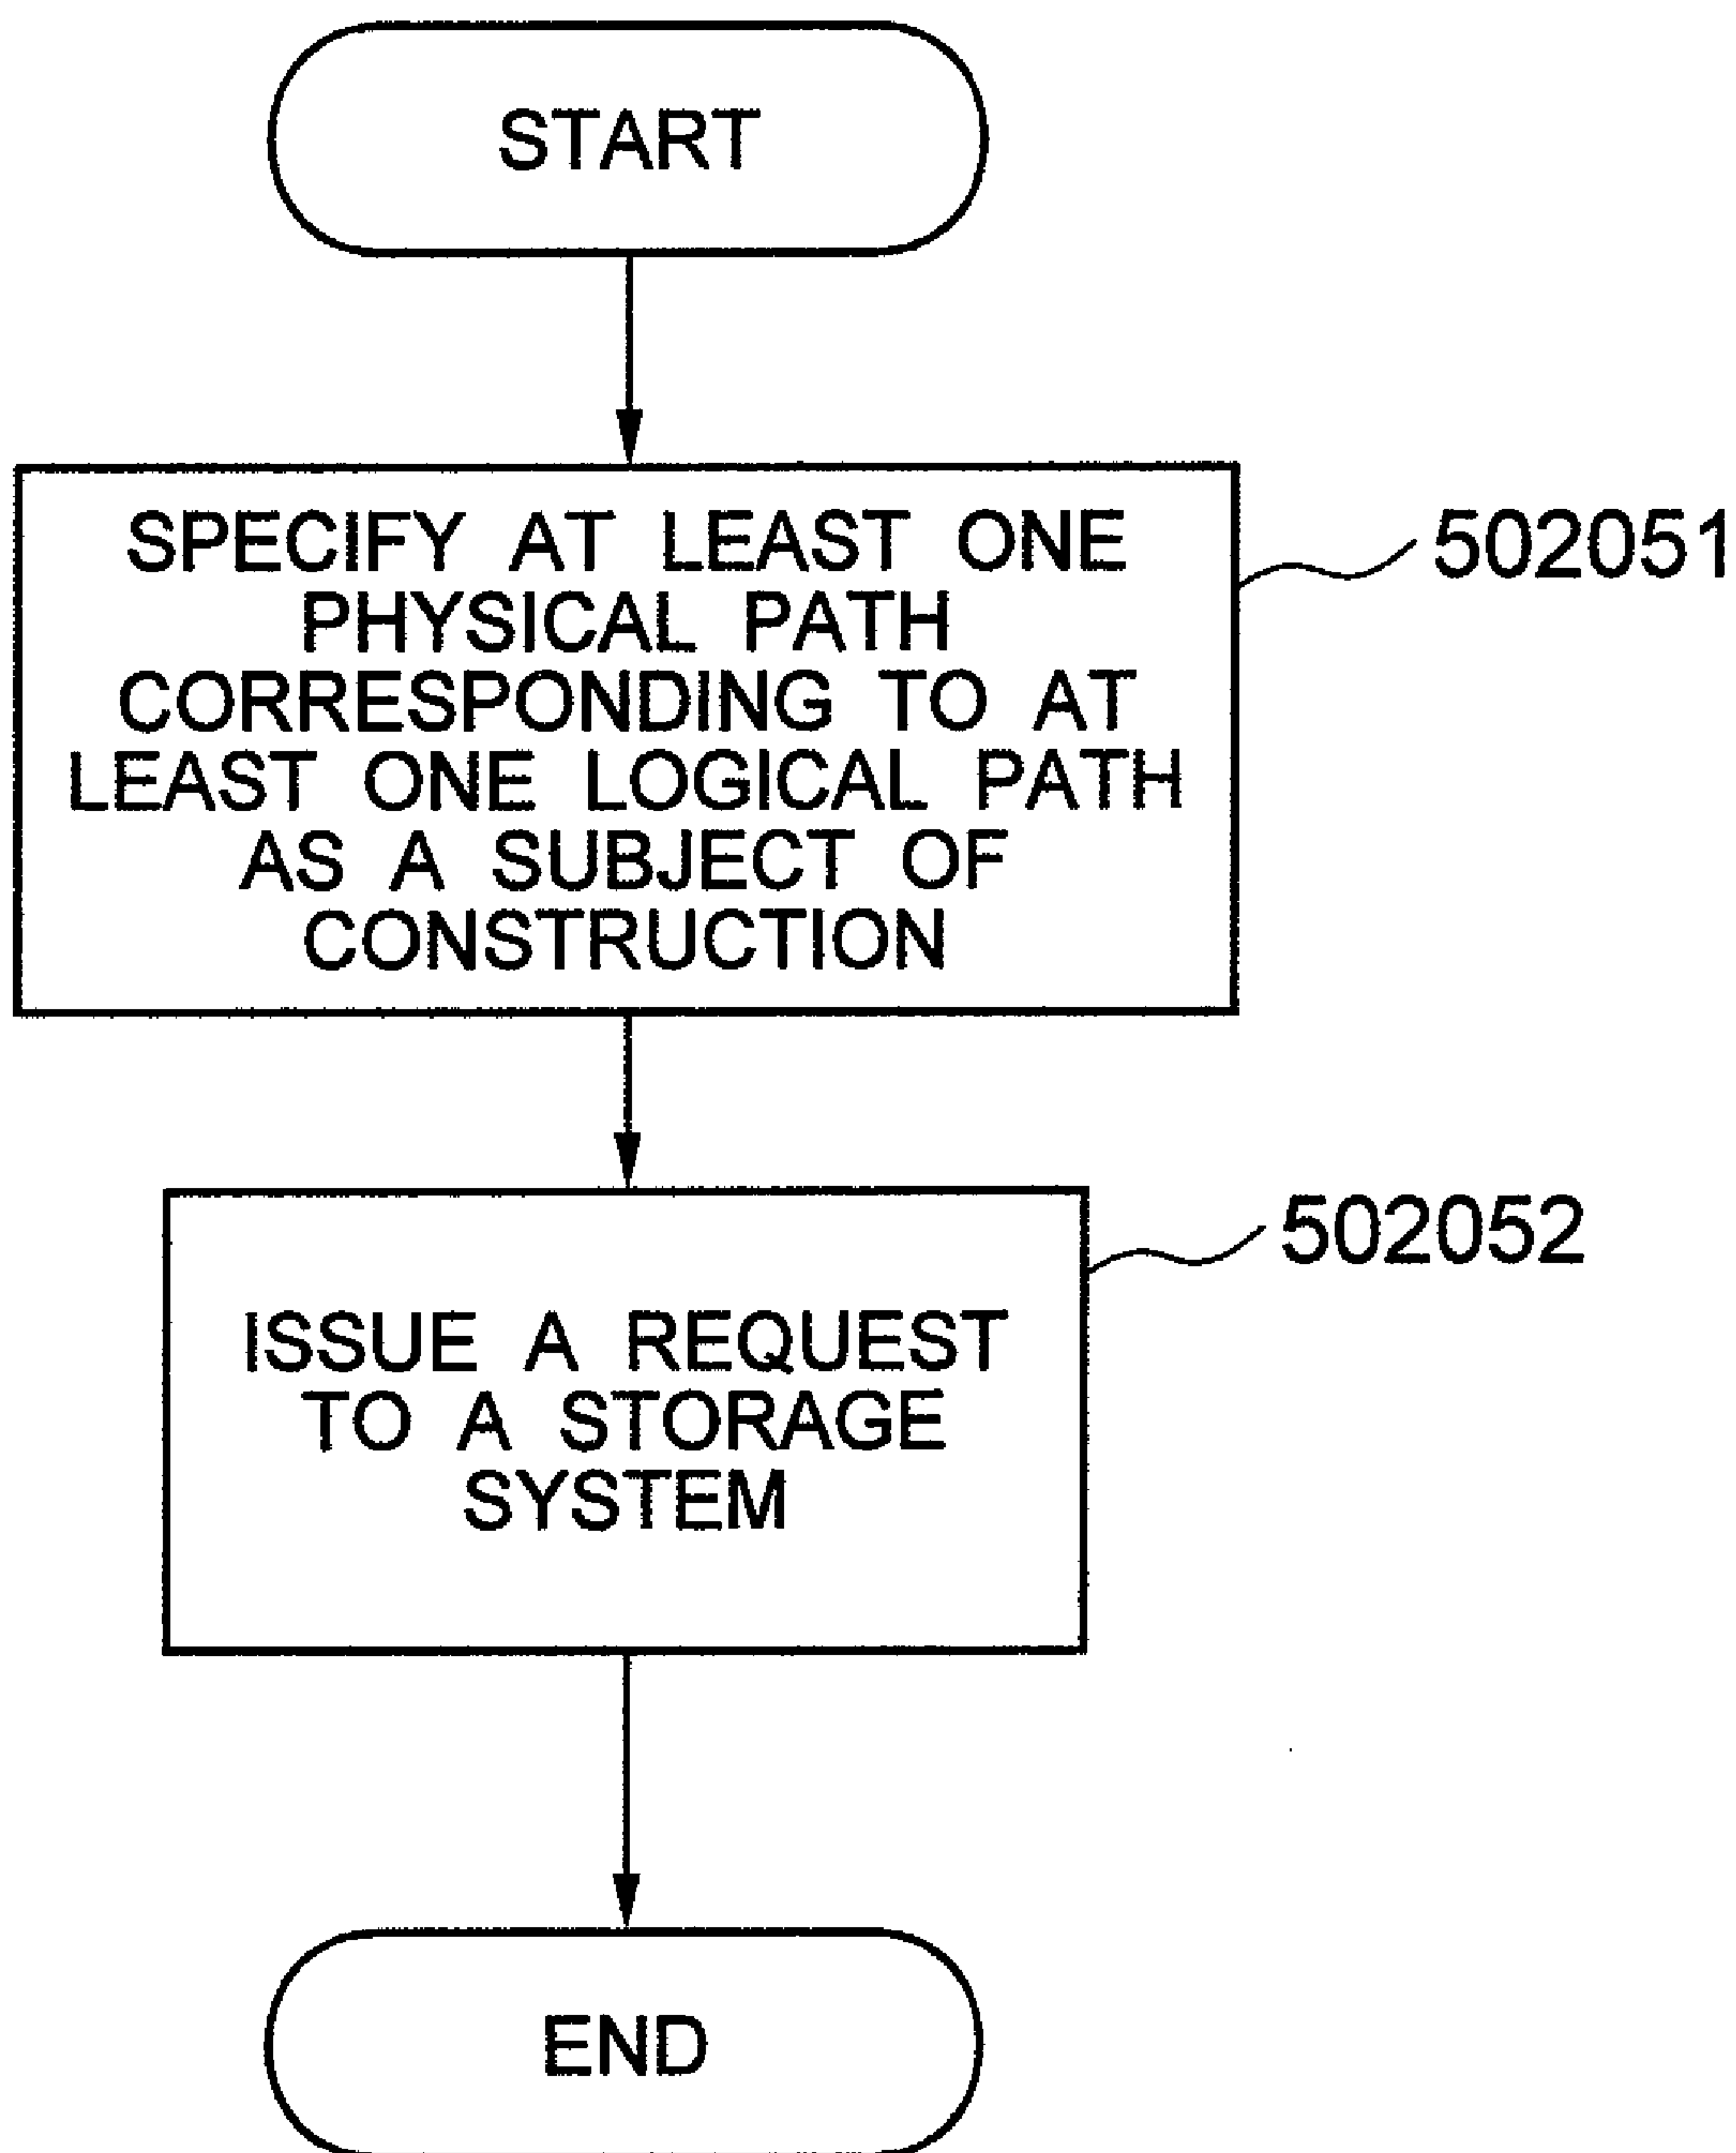 START
SPECIFY AT LEAST ONE
PHYSICAL PATH
CORRESPONDING TO AT
LEAST ONE LOGICAL PATH
AS A SUBJECT OF
CONSTRUCTION
502051
ISSUE A REQUEST
TO A STORAGE
SYSTEM
502052
END